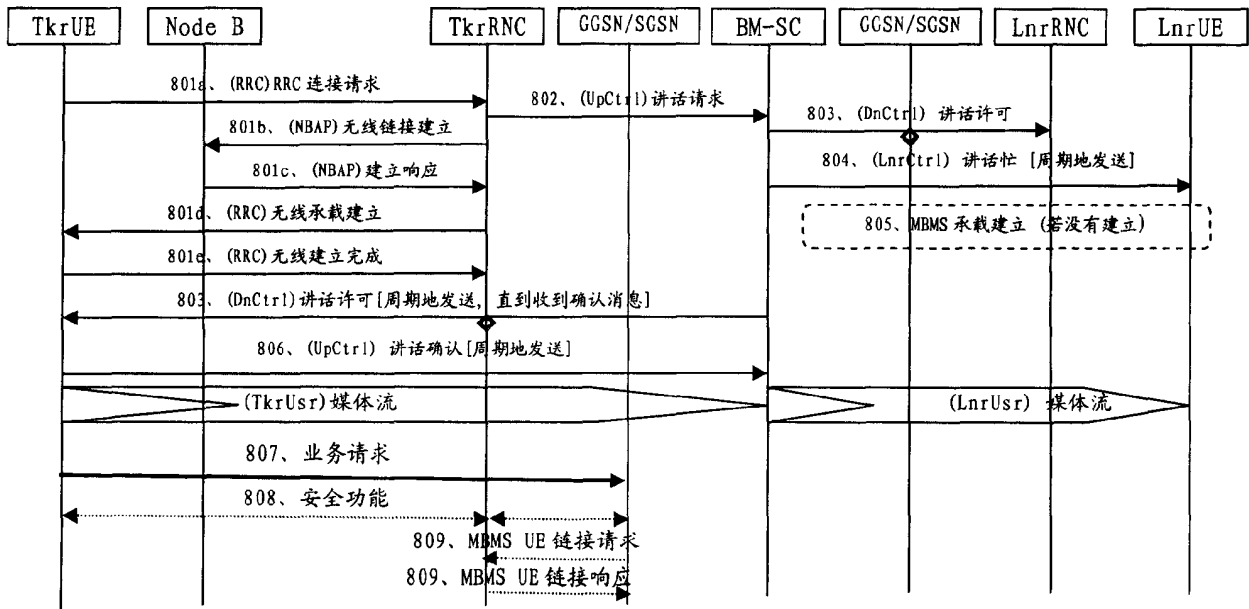 TkrUE
Node B
TkrRNC
GGSN/SGSN
BM-SC
GGSN/SGSN
LnrRNC
LnrUE
801a、(RRC)RRC 连接请求
802、(UpCtrl)讲话请求
803、(DnCtrl) 讲话许可
801b、(NBAP)无线链接建立
804、(LnrCtrl) 讲话忙 [周期地发送]
801c、(NBAP)建立响应
801d、(RRC)无线承载建立
805、MBMS 承载建立 (若没有建立)
801e、(RRC)无线建立完成
803、(DnCtrl)讲话许可[周期地发送, 直到收到确认消息]
806、(UpCtrl) 讲话确认[周期地发送]
(TkrUsr)媒体流
(LnrUsr) 媒体流
807、业务请求
808、安全功能
809、MBMS UE 链接请求
809、MBMS UE 链接响应